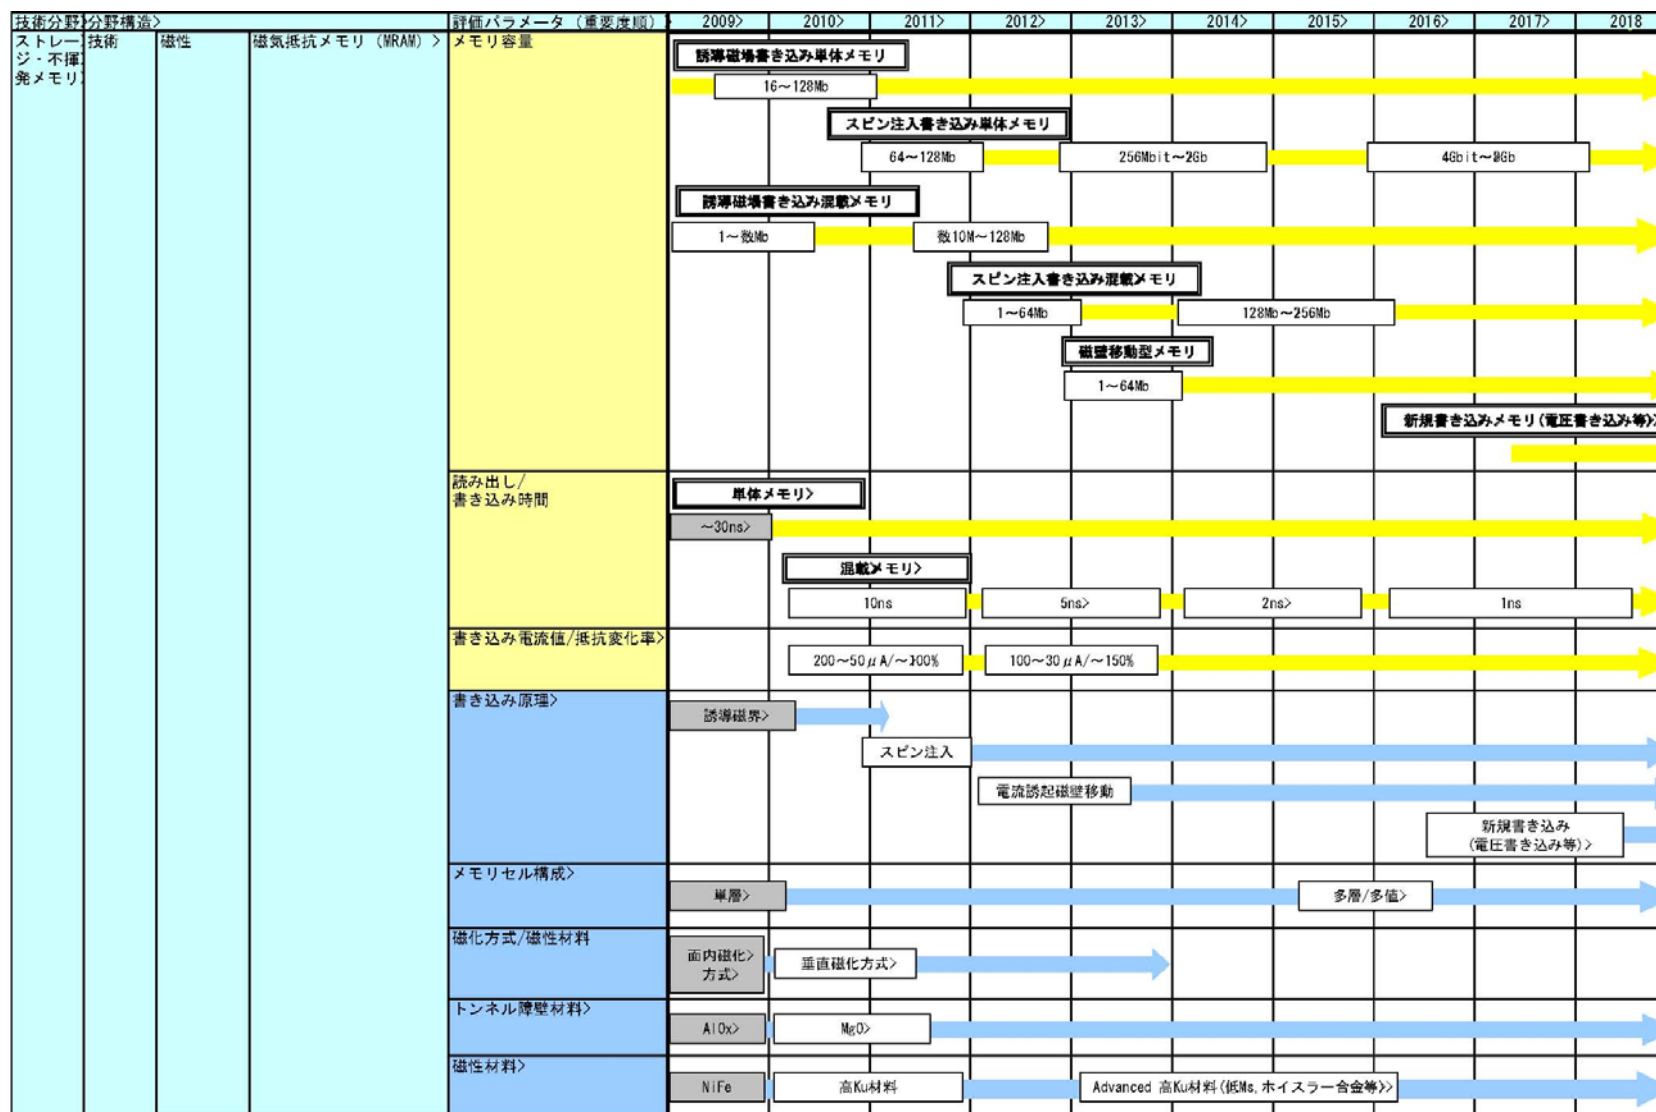 技術分野>分野構造> 評価パラメータ（重要度順） 2009> 2010> 2011> 2012> 2013> 2014> 2015> 2016> 2017> 2018
ストレー 技術 磁性 磁気抵抗メモリ（MRAM）> メモリ容量
ジ・不揮
発メモリ
誘導磁場書き込み単体メモリ
16～128Mb
スピン注入書き込み単体メモリ
64～128Mb 256Mbit～2Gb 4Gbit～8Gb
誘導磁場書き込み混載メモリ
1～数Mb 数10M～128Mb
スピン注入書き込み混載メモリ
1～64Mb 128Mb～256Mb
磁壁移動型メモリ
1～64Mb
新規書き込みメモリ(電圧書き込み等)>
読み出し/
書き込み時間
単体メモリ>
～30ns>
混載メモリ>
10ns 5ns> 2ns> 1ns
書き込み電流値/抵抗変化率>
200～50μA/～100% 100～30μA/～150%
書き込み原理>
誘導磁界>
スピン注入
電流誘起磁壁移動
新規書き込み
(電圧書き込み等)>
メモリセル構成>
単層> 多層/多値>
磁化方式/磁性材料
面内磁化>
方式>
垂直磁化方式>
トンネル障壁材料>
AlOx> MgO>
磁性材料>
NiFe 高Ku材料 Advanced 高Ku材料(低Ms, ホイスラー合金等)>